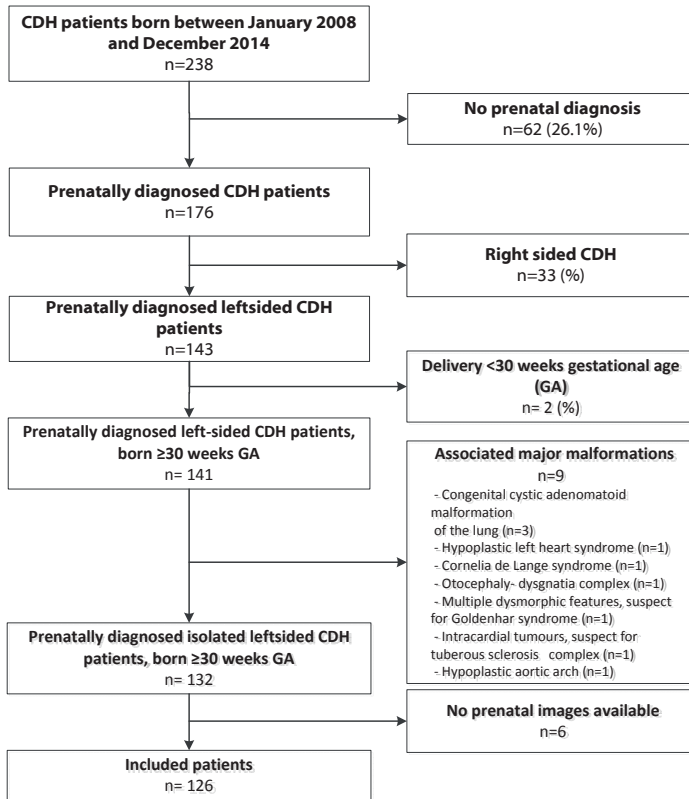 CDH patients born between January 2008
and December 2014
n=238
No prenatal diagnosis
n=62 (26.1%)
Prenatally diagnosed CDH patients
n=176
Right sided CDH
n=33 (%)
Prenatally diagnosed leftsided CDH
patients
n=143
Delivery <30 weeks gestational age
(GA)
n= 2 (%)
Prenatally diagnosed left-sided CDH patients,
born ≥30 weeks GA
n= 141
Associated major malformations
n=9
- Congenital cystic adenomatoid
malformation
of the lung (n=3)
- Hypoplastic left heart syndrome (n=1)
- Cornelia de Lange syndrome (n=1)
- Otocephaly- dysgnatia complex (n=1)
- Multiple dysmorphic features, suspect
for Goldenhar syndrome (n=1)
- Intracardial tumours, suspect for
tuberous sclerosis complex (n=1)
- Hypoplastic aortic arch (n=1)
Prenatally diagnosed isolated leftsided CDH
patients, born ≥30 weeks GA
n= 132
No prenatal images available
n=6
Included patients
n= 126